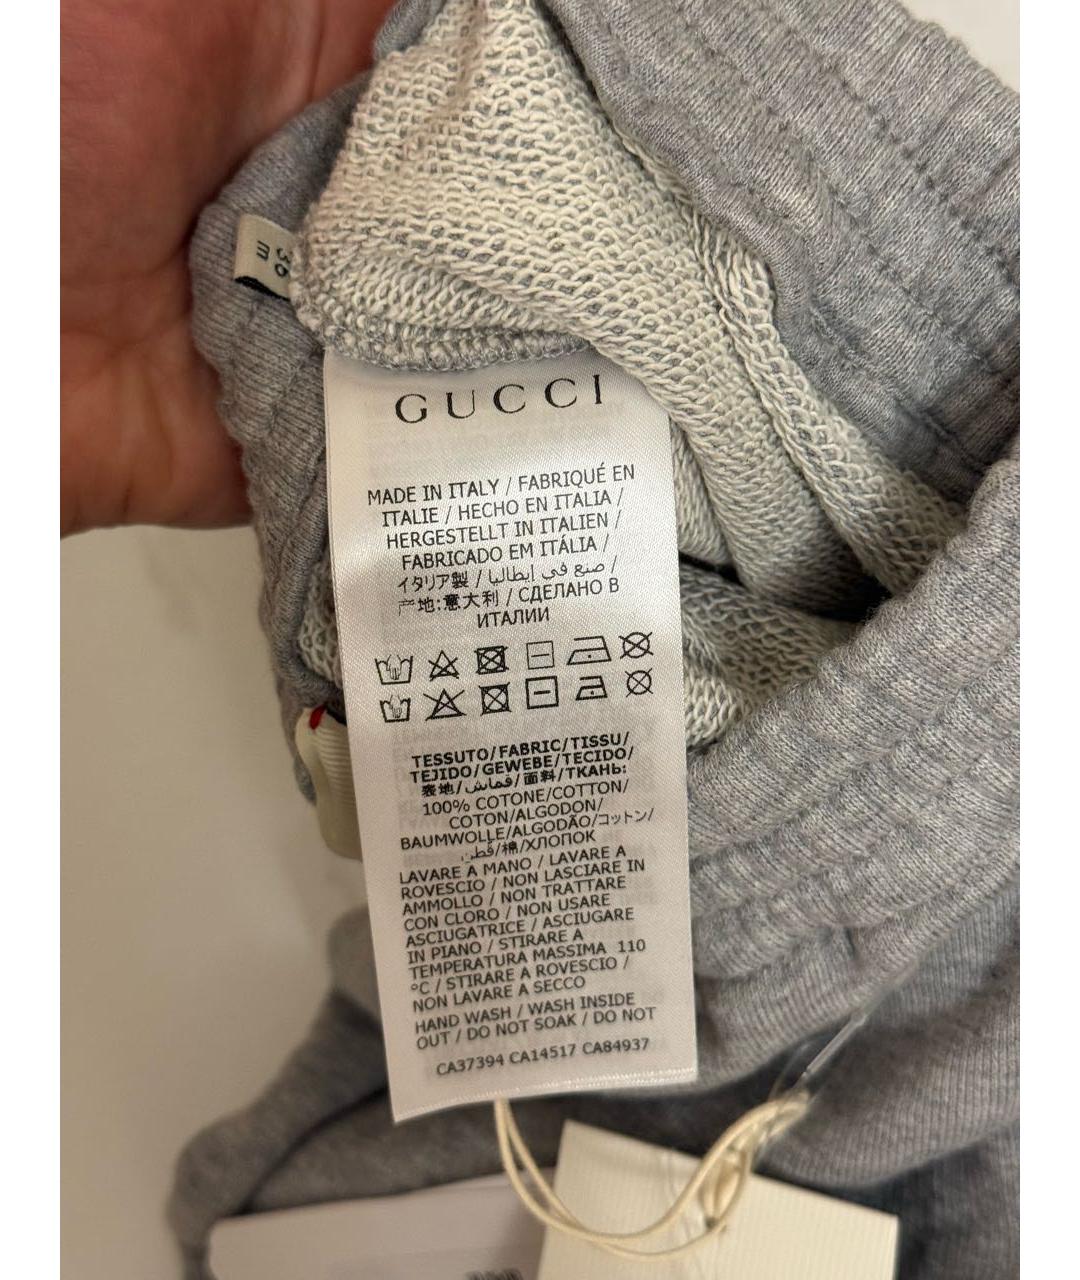 36
m
GUCCI
MADE IN ITALY / FABRIQUÉ EN
ITALIE / HECHO EN ITALIA /
HERGESTELLT IN ITALIEN /
FABRICADO EM ITÁLIA /
イタリア製 / صنع في إيطاليا /
产地:意大利 / СДЕЛАНО В
ИТАЛИИ
TESSUTO/FABRIC/TISSU/
TEJIDO/GEWEBE/TECIDO/
表地/قماش/面料/ТКАНЬ:
100% COTONE/COTTON/
COTON/ALGODON/
BAUMWOLLE/ALGODÃO/コットン/
قطن/棉/ХЛОПОК
LAVARE A MANO / LAVARE A
ROVESCIO / NON LASCIARE IN
AMMOLLO / NON TRATTARE
CON CLORO / NON USARE
ASCIUGATRICE / ASCIUGARE
IN PIANO / STIRARE A
TEMPERATURA MASSIMA 110
°C / STIRARE A ROVESCIO /
NON LAVARE A SECCO
HAND WASH / WASH INSIDE
OUT / DO NOT SOAK / DO NOT
CA37394 CA14517 CA84937